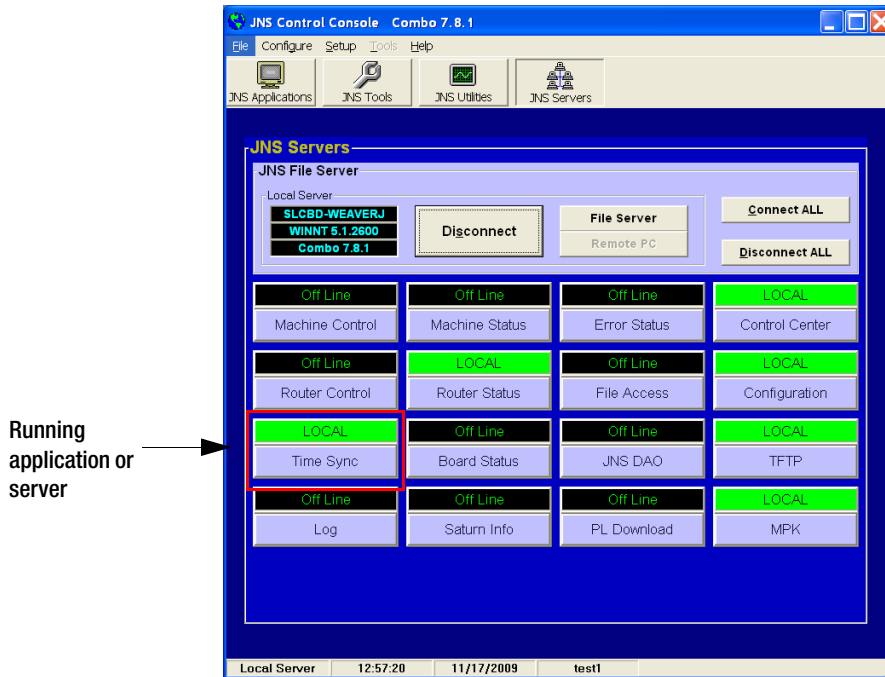 JNS Control Console Combo 7.8.1
File Configure Setup Tools Help
JNS Applications JNS Tools JNS Utilities JNS Servers
JNS Servers
JNS File Server
Local Server
SLCBD-WEAVERJ
WINNT 5.1.2600
Combo 7.8.1
Disconnect
File Server
Remote PC
Connect ALL
Disconnect ALL
Off Line Off Line Off Line LOCAL
Machine Control Machine Status Error Status Control Center
Off Line LOCAL Off Line LOCAL
Router Control Router Status File Access Configuration
LOCAL Off Line Off Line LOCAL
Time Sync Board Status JNS DAO TFTP
Off Line Off Line Off Line LOCAL
Log Saturn Info PL Download MPK
Running
application or
server
Local Server 12:57:20 11/17/2009 test1